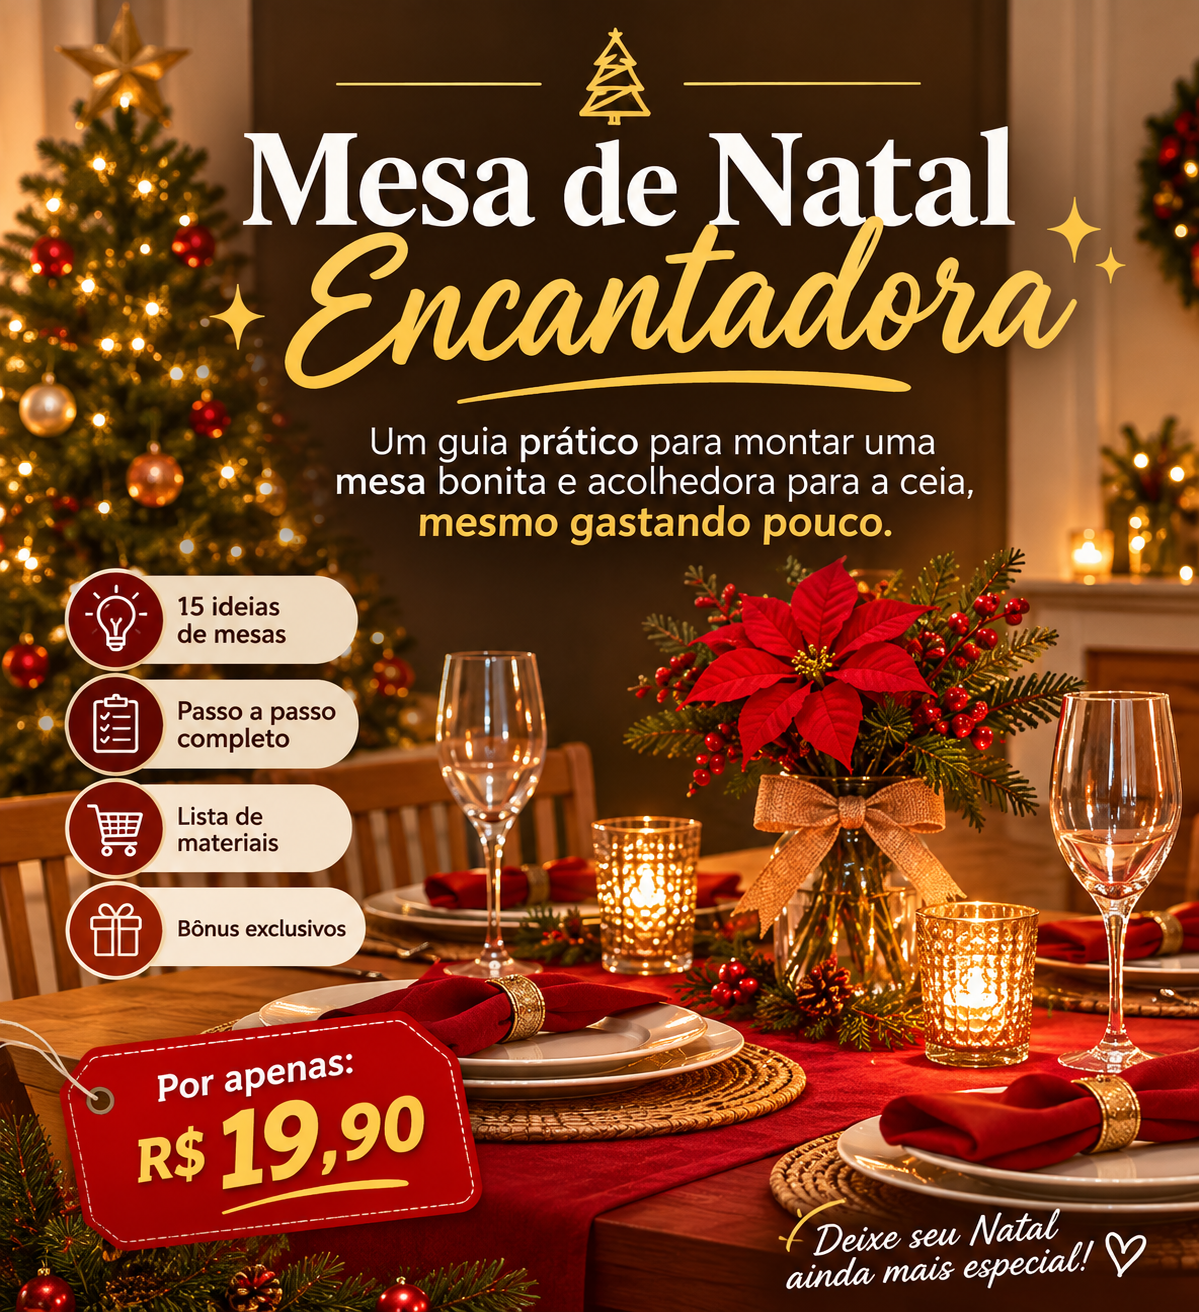 Mesa de Natal
Encantadora
Um guia prático para montar uma
mesa bonita e acolhedora para a ceia,
mesmo gastando pouco.
15 ideias
de mesas
Passo a passo
completo
Lista de
materiais
Bônus exclusivos
Por apenas:
R$ 19,90
Deixe seu Natal
ainda mais especial!